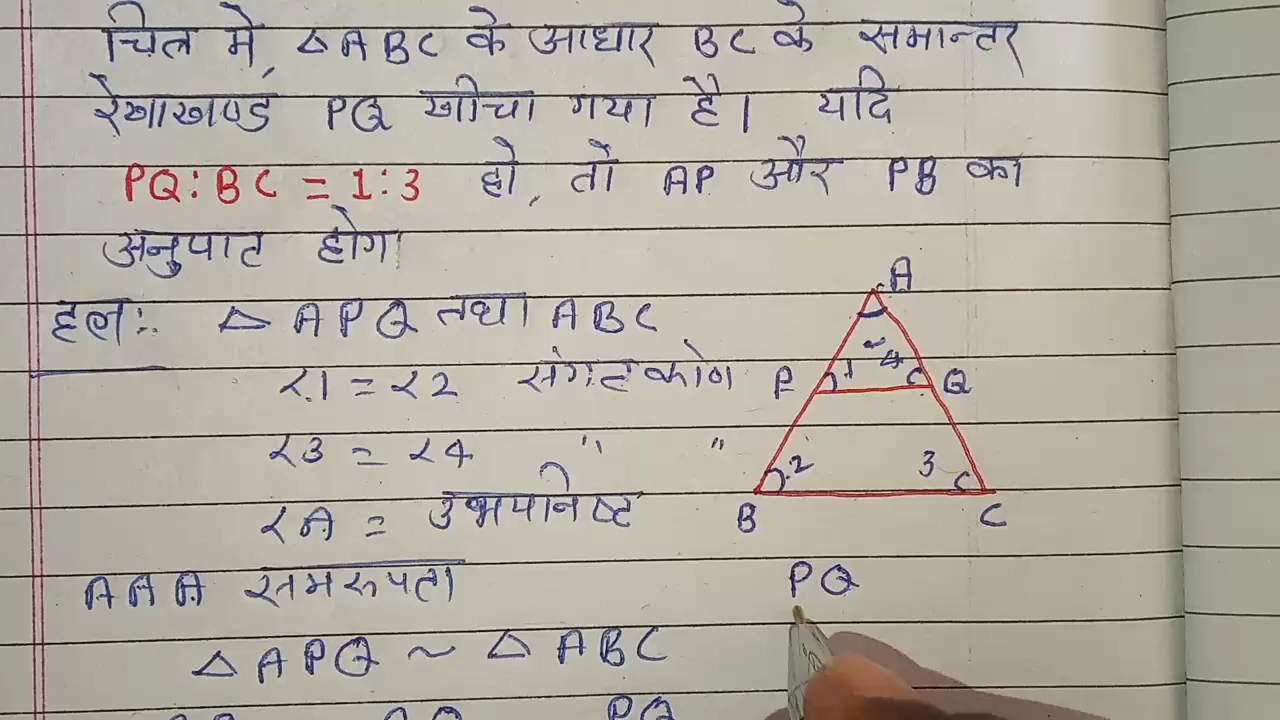 चित्र में, △ABC के आधार BC के समान्तर
रेखाखण्ड PQ खींचा गया है। यदि
PQ:BC = 1:3 हो, तो AP और PB का
अनुपात होगा
हल:. △ APQ तथा ABC
∠1 = ∠2 संगत कोण
∠3 = ∠4 " "
∠A = उभयनिष्ट
AAA समरुपता
△APQ ~ △ABC
PQ
A
P 1 4 Q
2 3
B C
PQ